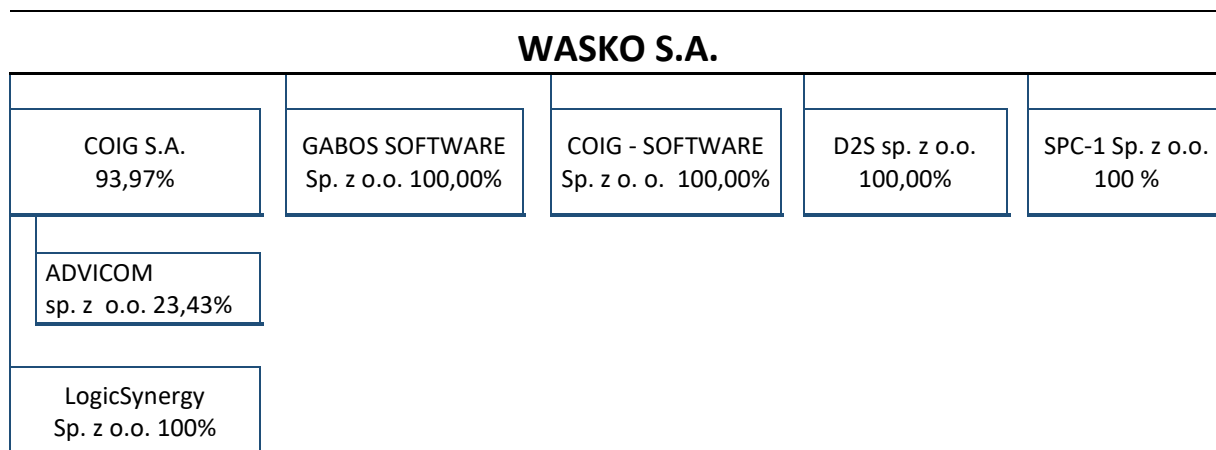 WASKO S.A.
COIG S.A.
93,97%
GABOS SOFTWARE
Sp. z o.o. 100,00%
COIG - SOFTWARE
Sp. z o. o. 100,00%
D2S sp. z o.o.
100,00%
SPC-1 Sp. z o.o.
100 %
ADVICOM
sp. z o.o. 23,43%
LogicSynergy
Sp. z o.o. 100%